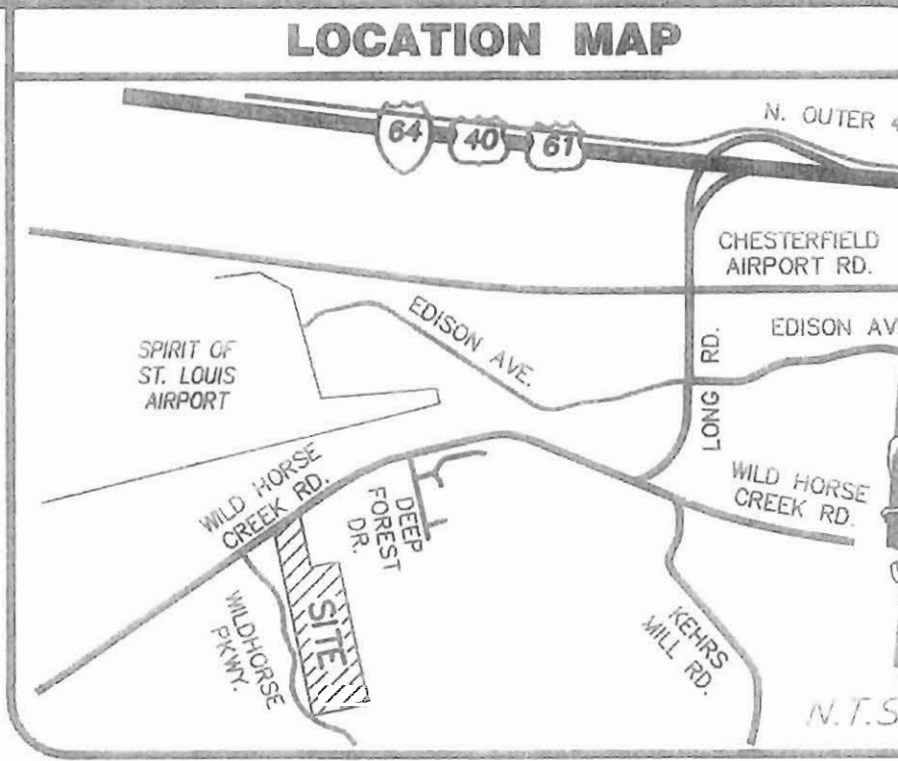 LOCATION MAP
N. OUTER 4
64
40
61
CHESTERFIELD
AIRPORT RD.
EDISON AVE.
EDISON AV
SPIRIT OF
ST. LOUIS
AIRPORT
LONG RD.
WILD HORSE
CREEK RD.
DEEP
FOREST
DR.
WILD HORSE
CREEK RD.
SITE
WILDHORSE
PKWY.
KEHRS
MILL RD.
N.T.S